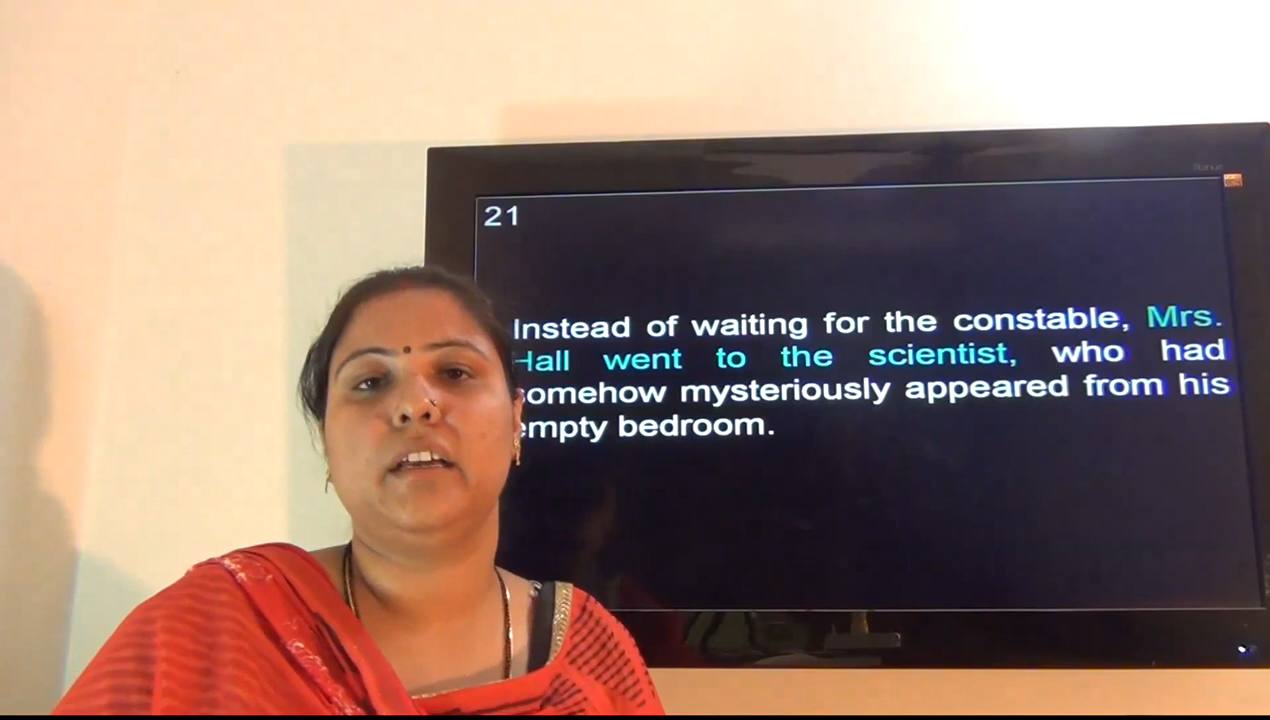 21
Instead of waiting for the constable, Mrs.
Hall went to the scientist, who had
somehow mysteriously appeared from his
empty bedroom.